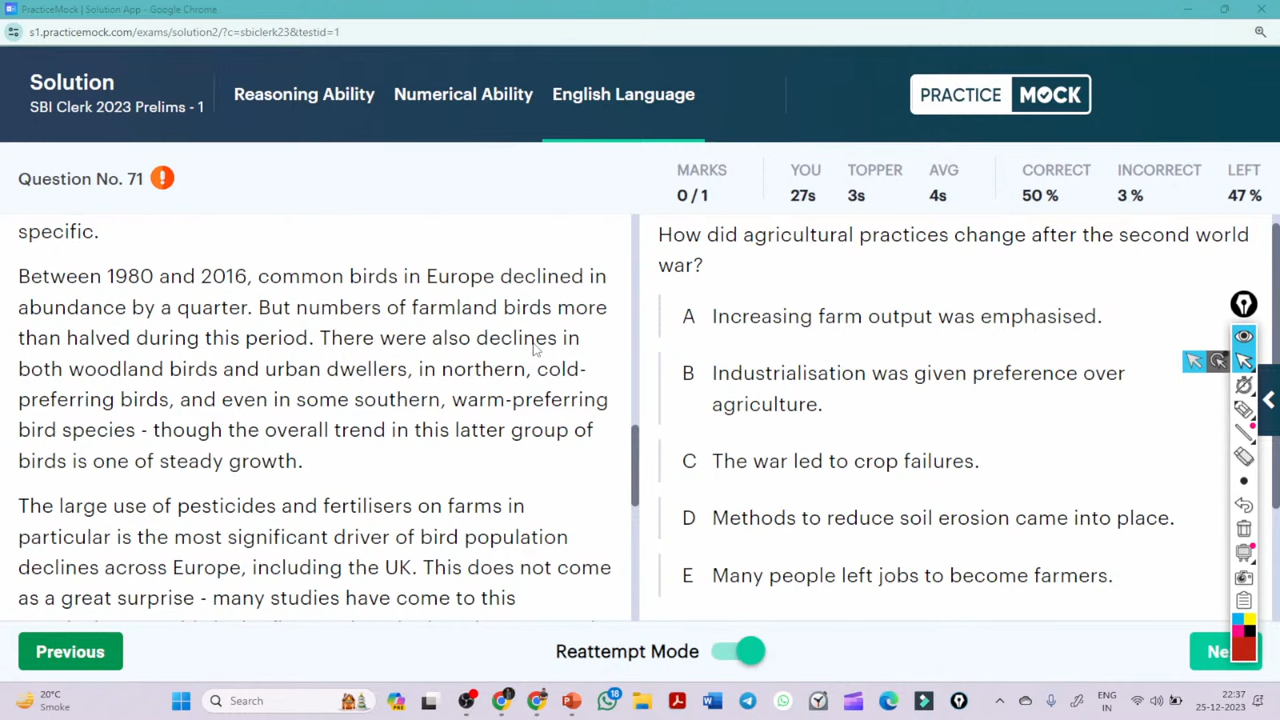 PracticeMock | Solution App - Google Chrome
s1.practicemock.com/exams/solution2/?c=sbiclerk23&testid=1
Solution
SBI Clerk 2023 Prelims - 1
Reasoning Ability
Numerical Ability
English Language
PRACTICE MOCK
Question No. 71
MARKS
0 / 1
YOU
27s
TOPPER
3s
AVG
4s
CORRECT
50 %
INCORRECT
3 %
LEFT
47 %
specific.
Between 1980 and 2016, common birds in Europe declined in
abundance by a quarter. But numbers of farmland birds more
than halved during this period. There were also declines in
both woodland birds and urban dwellers, in northern, cold-
preferring birds, and even in some southern, warm-preferring
bird species - though the overall trend in this latter group of
birds is one of steady growth.
The large use of pesticides and fertilisers on farms in
particular is the most significant driver of bird population
declines across Europe, including the UK. This does not come
as a great surprise - many studies have come to this
How did agricultural practices change after the second world
war?
A Increasing farm output was emphasised.
B Industrialisation was given preference over
agriculture.
C The war led to crop failures.
D Methods to reduce soil erosion came into place.
E Many people left jobs to become farmers.
Previous
Reattempt Mode
20°C
Smoke
Search
18
ENG
IN
22:37
25-12-2023